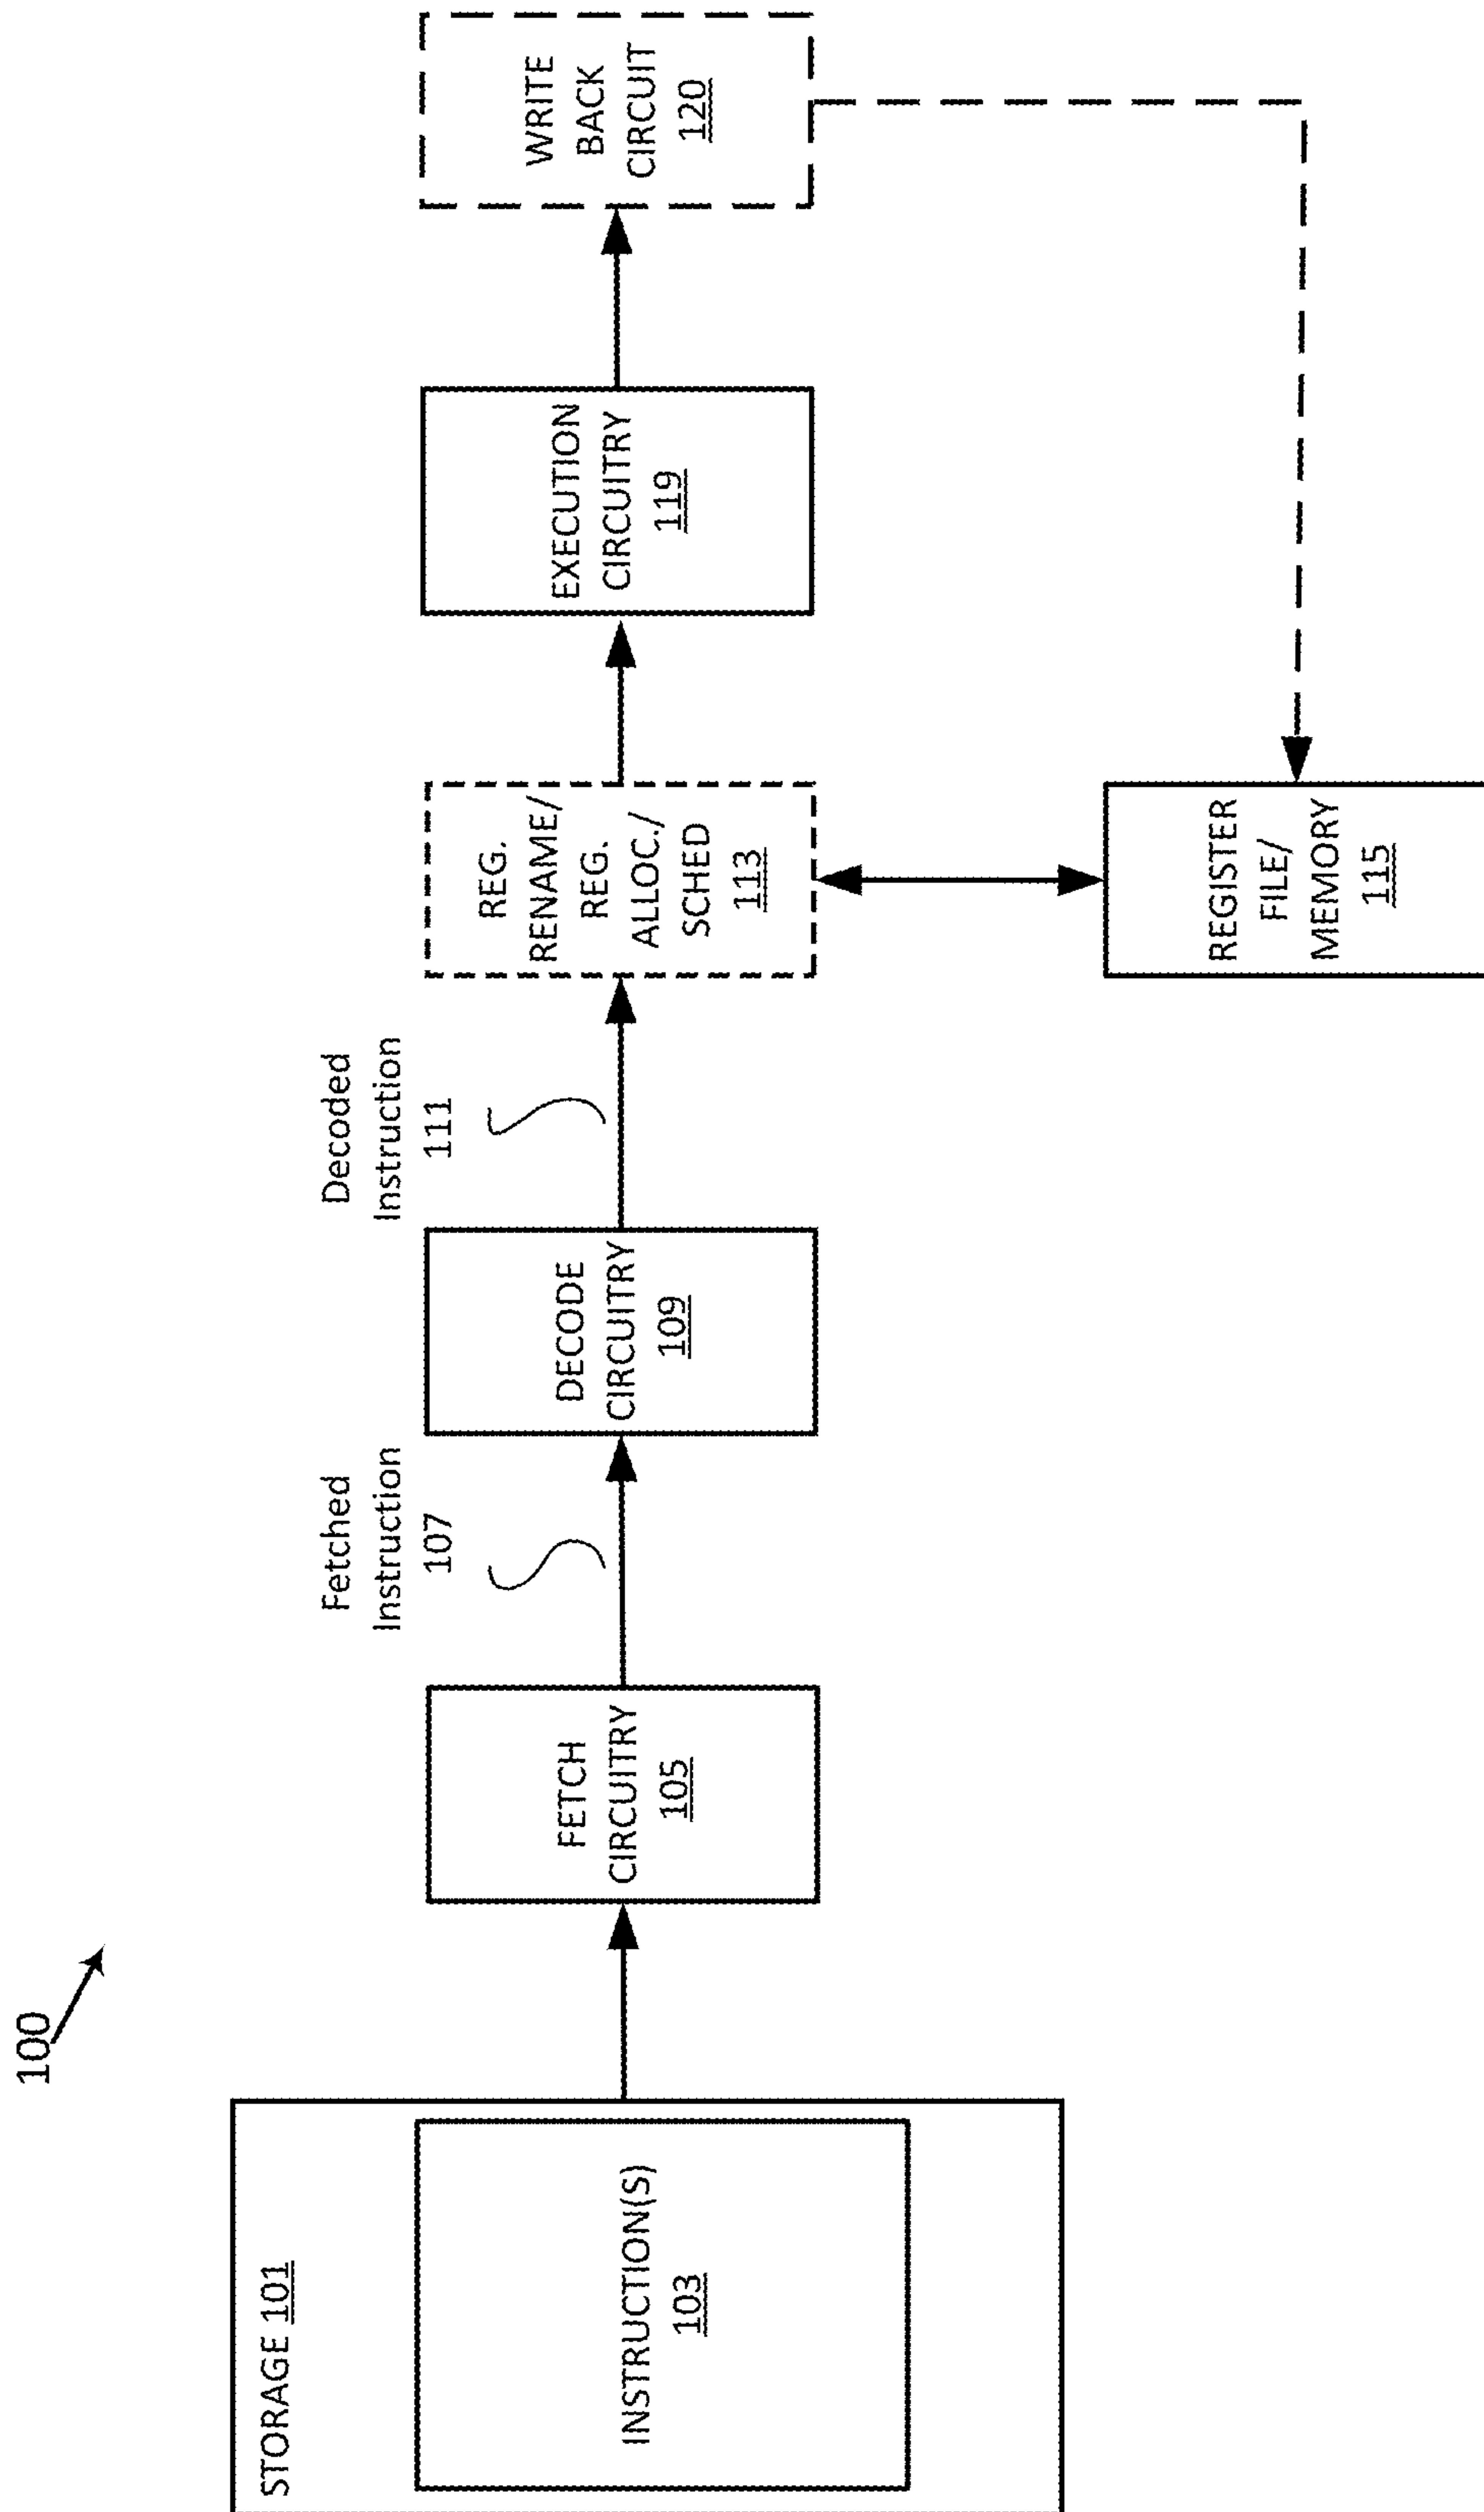 100
STORAGE 101
INSTRUCTION(S)
103
FETCH
CIRCUITRY
105
Fetched
Instruction
107
DECODE
CIRCUITRY
109
Decoded
Instruction
111
REG.
RENAME/
REG.
ALLOC./
SCHED
113
EXECUTION
CIRCUITRY
119
WRITE
BACK
CIRCUIT
120
REGISTER
FILE/
MEMORY
115